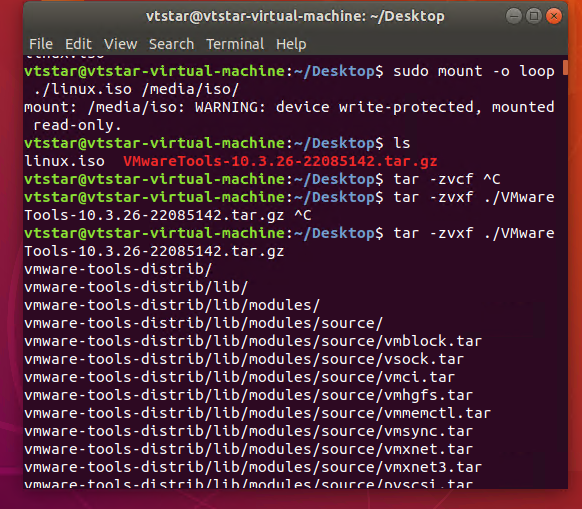 vtstar@vtstar-virtual-machine: ~/Desktop
File Edit View Search Terminal Help
linux.iso
vtstar@vtstar-virtual-machine:~/Desktop$ sudo mount -o loop
./linux.iso /media/iso/
mount: /media/iso: WARNING: device write-protected, mounted
read-only.
vtstar@vtstar-virtual-machine:~/Desktop$ ls
linux.iso  VMwareTools-10.3.26-22085142.tar.gz
vtstar@vtstar-virtual-machine:~/Desktop$ tar -zvcf ^C
vtstar@vtstar-virtual-machine:~/Desktop$ tar -zvxf ./VMware
Tools-10.3.26-22085142.tar.gz ^C
vtstar@vtstar-virtual-machine:~/Desktop$ tar -zvxf ./VMware
Tools-10.3.26-22085142.tar.gz
vmware-tools-distrib/
vmware-tools-distrib/lib/
vmware-tools-distrib/lib/modules/
vmware-tools-distrib/lib/modules/source/
vmware-tools-distrib/lib/modules/source/vmblock.tar
vmware-tools-distrib/lib/modules/source/vsock.tar
vmware-tools-distrib/lib/modules/source/vmci.tar
vmware-tools-distrib/lib/modules/source/vmhgfs.tar
vmware-tools-distrib/lib/modules/source/vmmemctl.tar
vmware-tools-distrib/lib/modules/source/vmsync.tar
vmware-tools-distrib/lib/modules/source/vmxnet.tar
vmware-tools-distrib/lib/modules/source/vmxnet3.tar
vmware-tools-distrib/lib/modules/source/pvscsi.tar